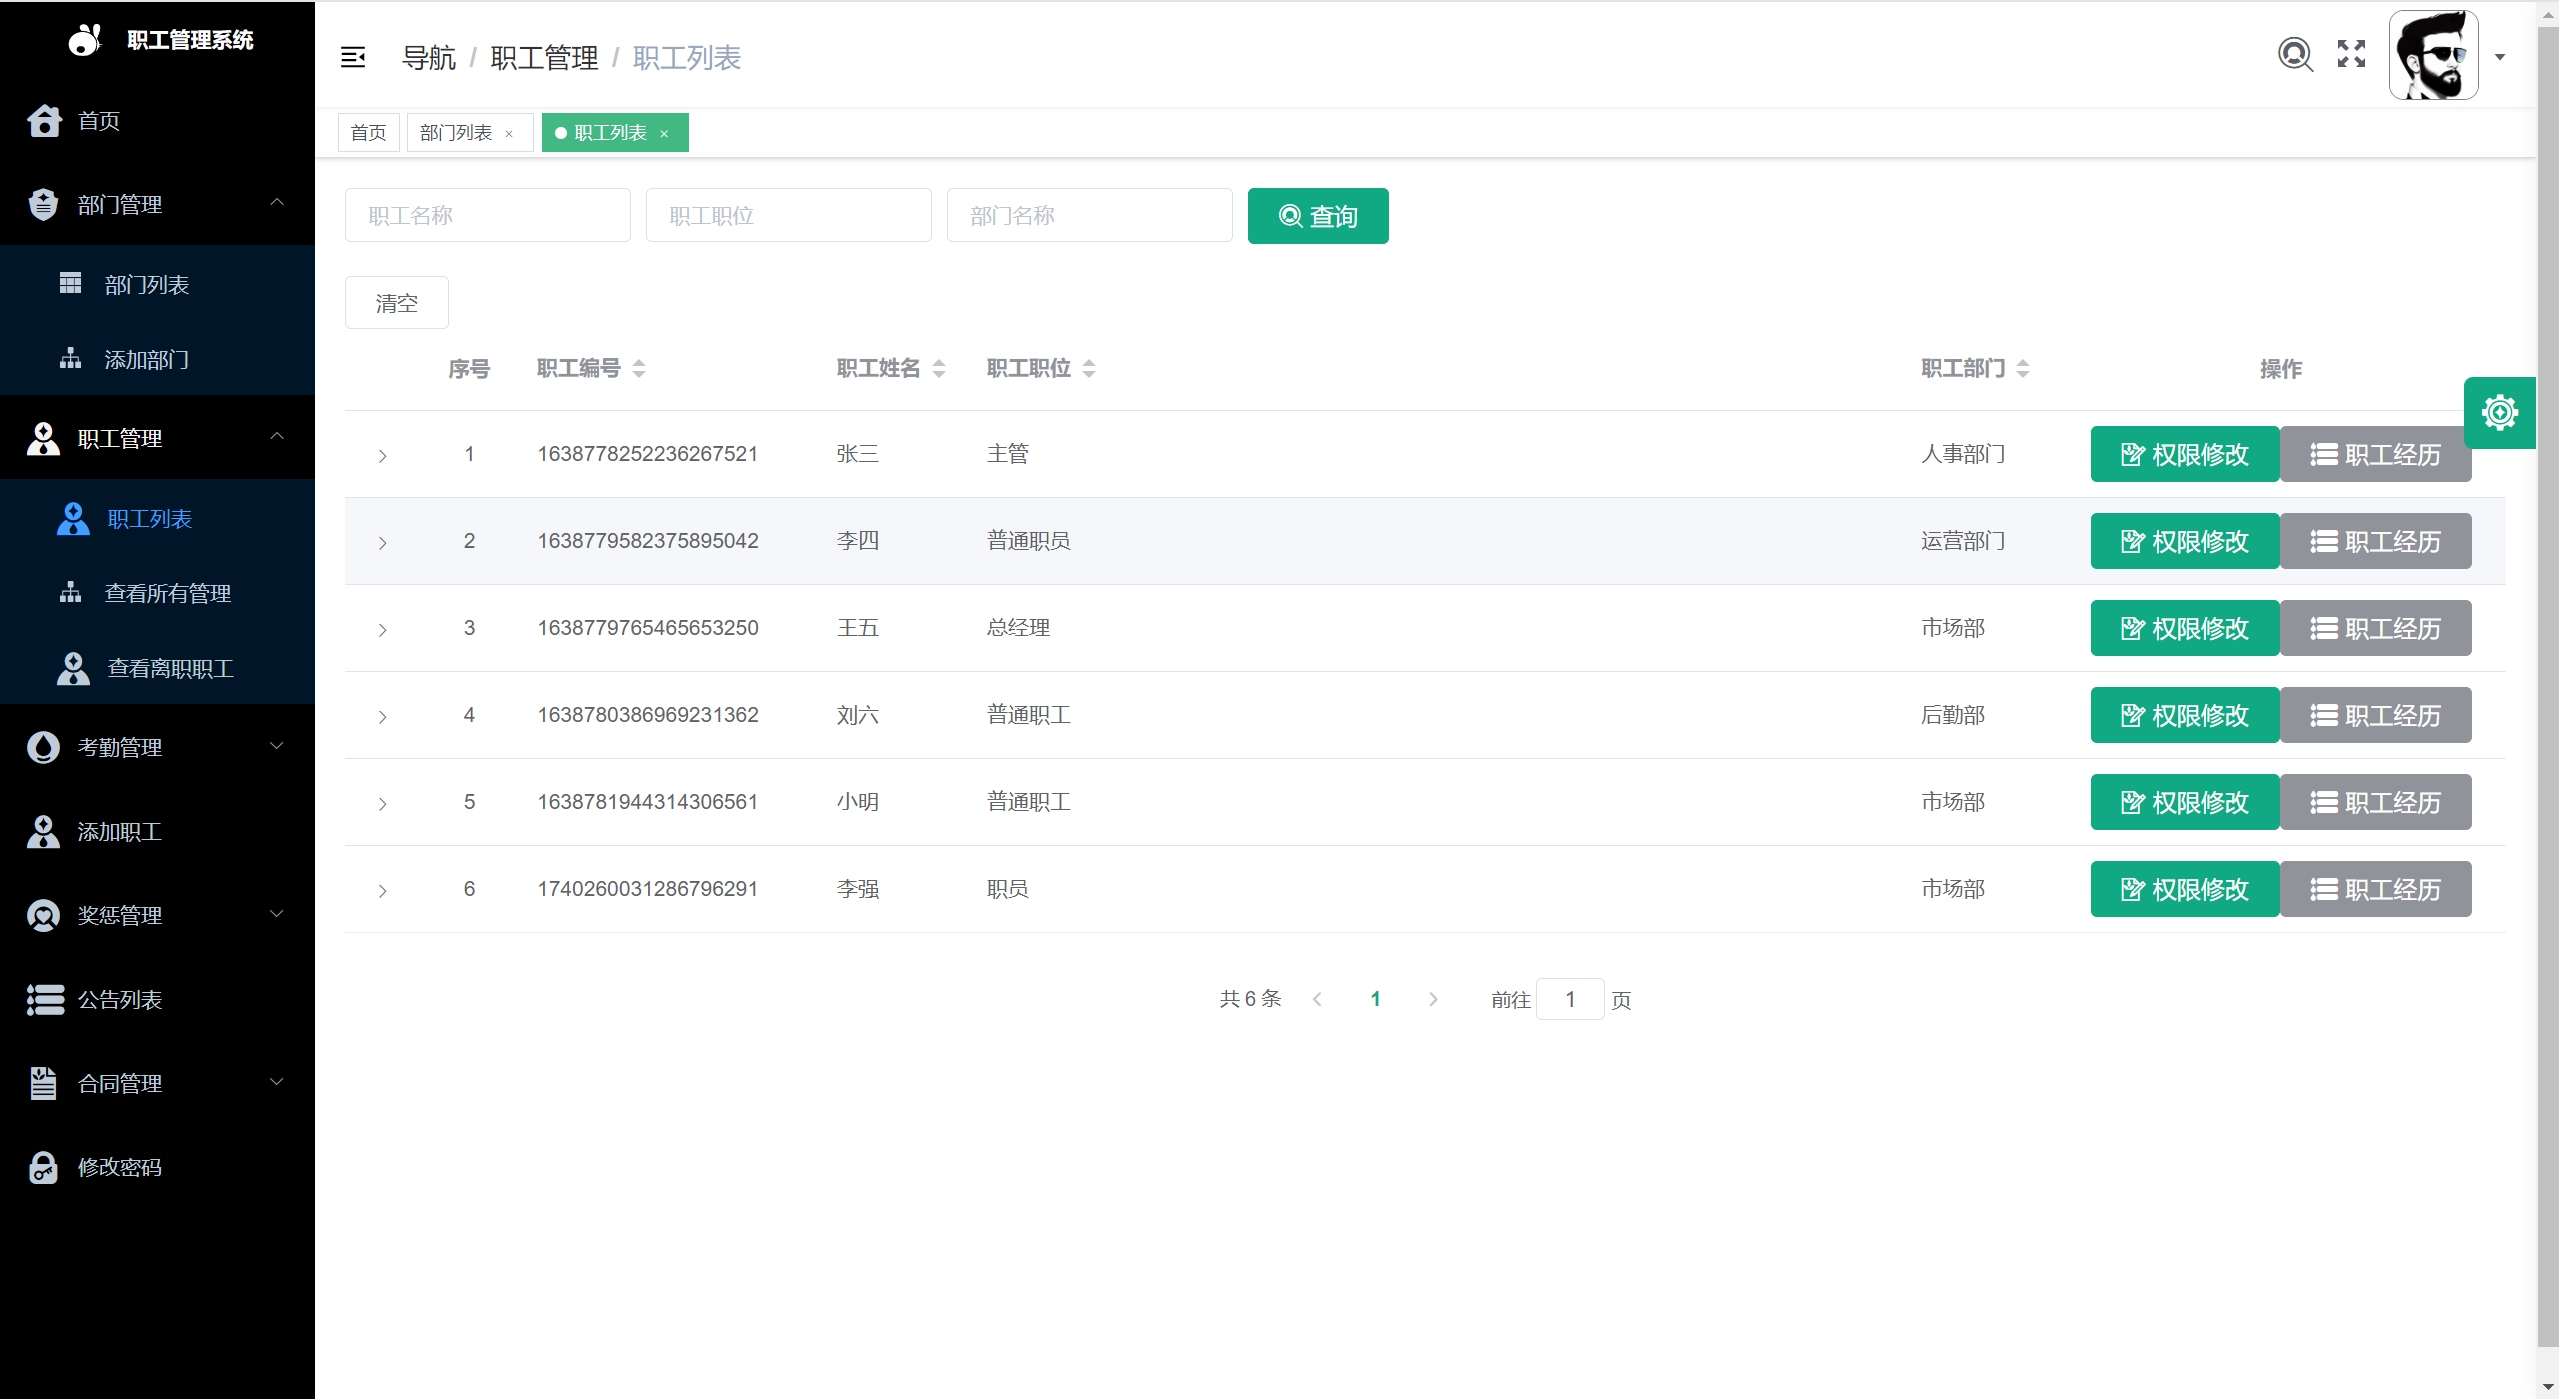 职工管理系统
首页
部门管理
部门列表
添加部门
职工管理
职工列表
查看所有管理
查看离职职工
考勤管理
添加职工
奖惩管理
公告列表
合同管理
修改密码
导航 / 职工管理 / 职工列表
首页 部门列表 × 职工列表 ×
职工名称 职工职位 部门名称 查询
清空
序号 职工编号 职工姓名 职工职位 职工部门 操作
1 1638778252236267521 张三 主管 人事部门 权限修改 职工经历
2 1638779582375895042 李四 普通职员 运营部门 权限修改 职工经历
3 1638779765465653250 王五 总经理 市场部 权限修改 职工经历
4 1638780386969231362 刘六 普通职工 后勤部 权限修改 职工经历
5 1638781944314306561 小明 普通职工 市场部 权限修改 职工经历
6 1740260031286796291 李强 职员 市场部 权限修改 职工经历
共 6 条 1 前往 1 页